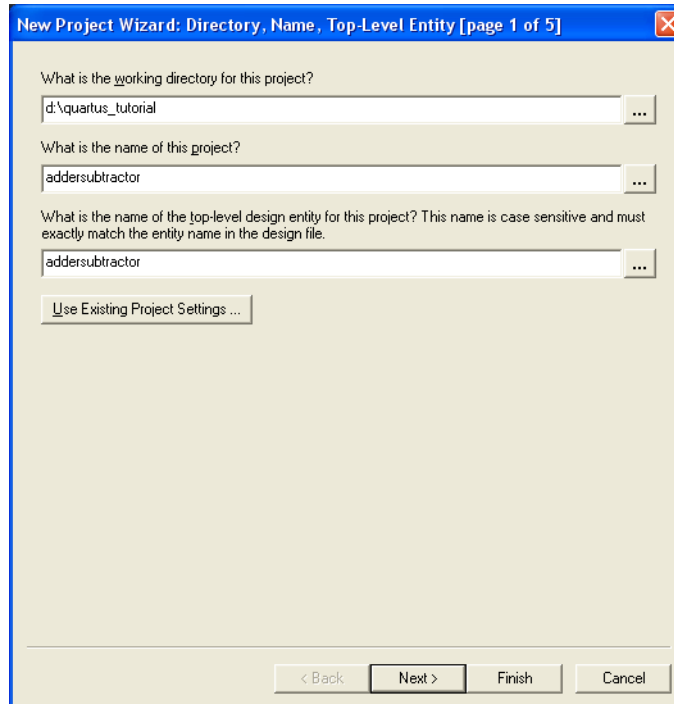 New Project Wizard: Directory, Name, Top-Level Entity [page 1 of 5]
What is the working directory for this project?
d:\quartus_tutorial
...
What is the name of this project?
addersubtractor
...
What is the name of the top-level design entity for this project? This name is case sensitive and must
exactly match the entity name in the design file.
addersubtractor
...
Use Existing Project Settings ...
< Back
Next >
Finish
Cancel